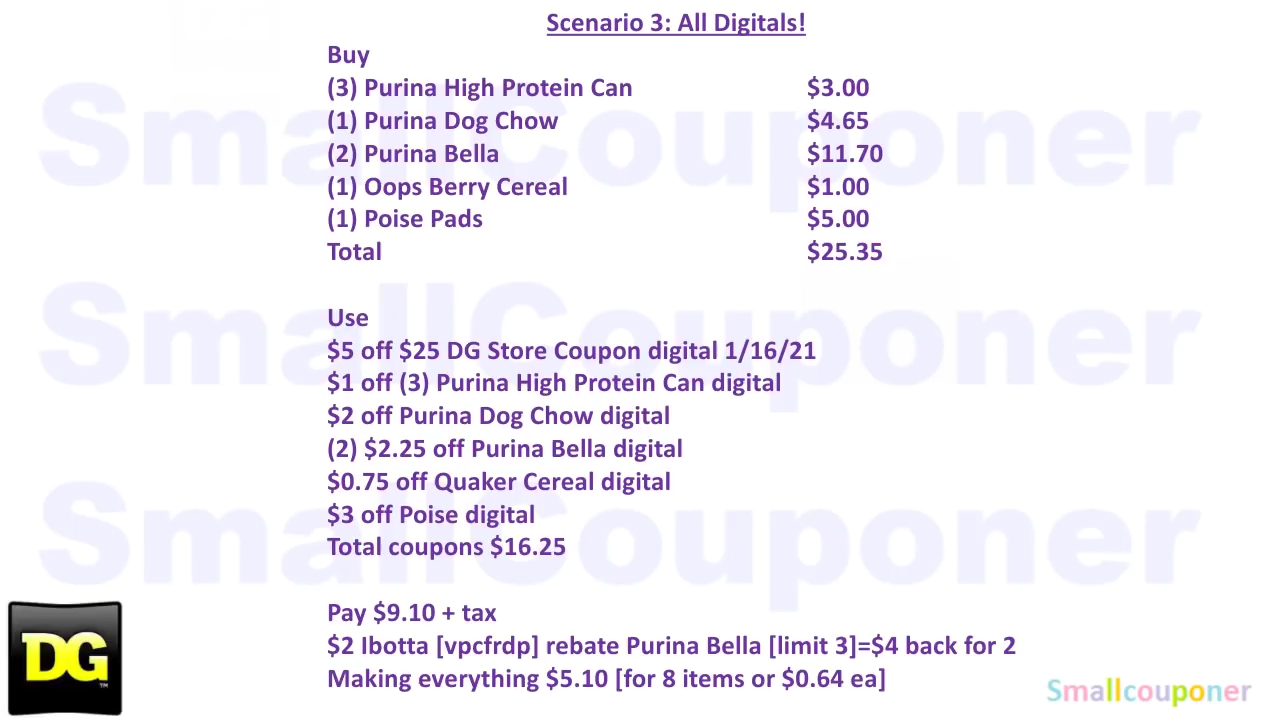 Scenario 3: All Digitals!
Buy
(3) Purina High Protein Can $3.00
(1) Purina Dog Chow $4.65
(2) Purina Bella $11.70
(1) Oops Berry Cereal $1.00
(1) Poise Pads $5.00
Total $25.35
Use
$5 off $25 DG Store Coupon digital 1/16/21
$1 off (3) Purina High Protein Can digital
$2 off Purina Dog Chow digital
(2) $2.25 off Purina Bella digital
$0.75 off Quaker Cereal digital
$3 off Poise digital
Total coupons $16.25
Pay $9.10 + tax
$2 Ibotta [vpcfrdp] rebate Purina Bella [limit 3]=$4 back for 2
Making everything $5.10 [for 8 items or $0.64 ea]
SmallCouponer
SmallCouponer
SmallCouponer
DG
Smallcouponer